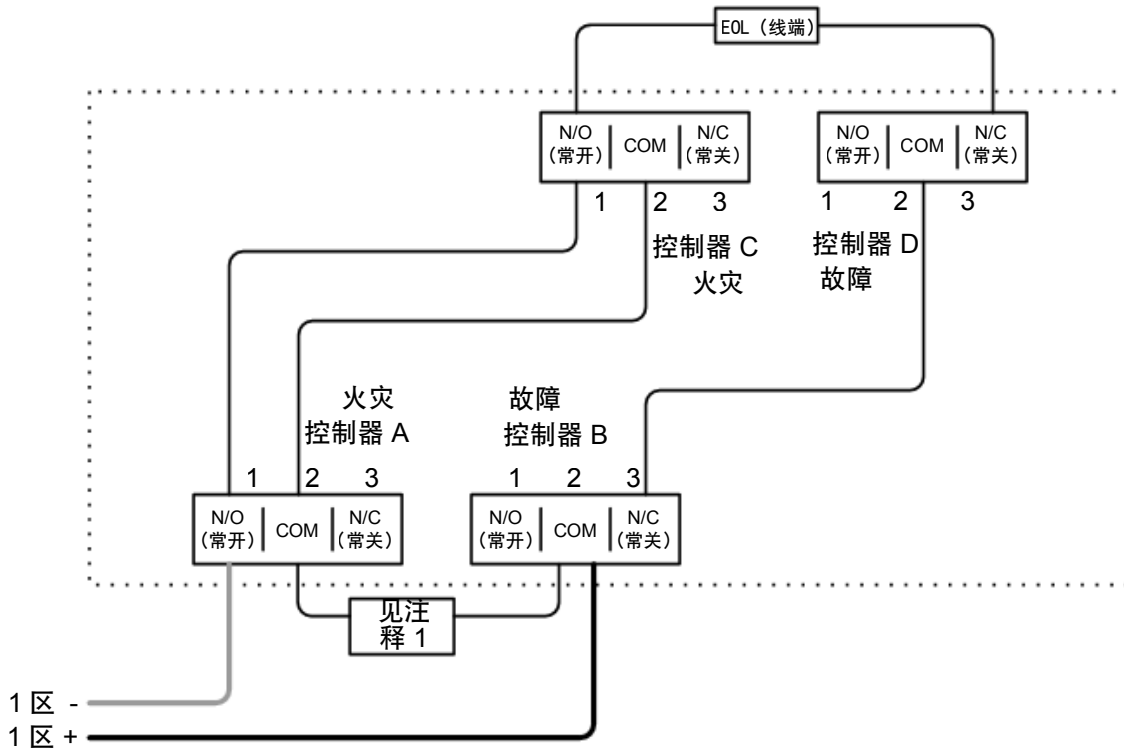 EOL（线端）
N/O
（常开）
COM
N/C
（常关）
N/O
（常开）
COM
N/C
（常关）
1 2 3
1 2 3
控制器 C
火灾
控制器 D
故障
火灾
控制器 A
故障
控制器 B
1 2 3
1 2 3
N/O
（常开）
COM
N/C
（常关）
N/O
（常开）
COM
N/C
（常关）
见注
释 1
1 区 -
1 区 +